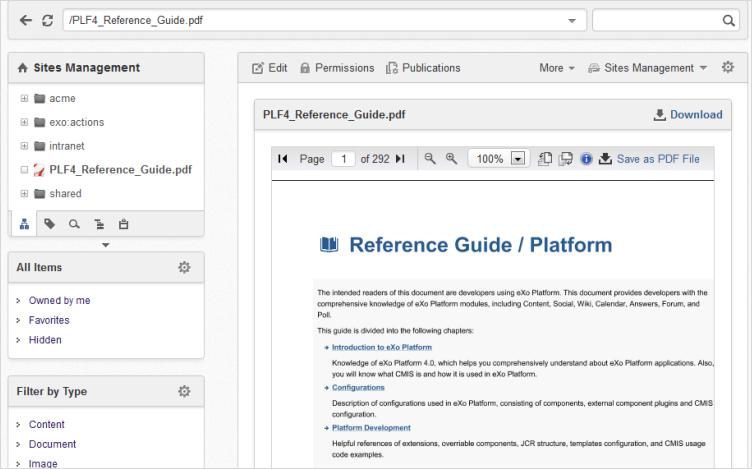 /PLF4_Reference_Guide.pdf
Sites Management
acme
exo:actions
intranet
PLF4_Reference_Guide.pdf
shared
All Items
Owned by me
Favorites
Hidden
Filter by Type
Content
Document
Image
Edit Permissions Publications More Sites Management
PLF4_Reference_Guide.pdf Download
Page 1 of 292 100% Save as PDF File
Reference Guide / Platform
The intended readers of this document are developers using eXo Platform. This document provides developers with the
comprehensive knowledge of eXo Platform modules, including Content, Social, Wiki, Calendar, Answers, Forum, and
Poll.
This guide is divided into the following chapters:
Introduction to eXo Platform
Knowledge of eXo Platform 4.0, which helps you comprehensively understand about eXo Platform applications. Also,
you will know what CMIS is and how it is used in eXo Platform.
Configurations
Description of configurations used in eXo Platform, consisting of components, external component plugins and CMIS
configuration.
Platform Development
Helpful references of extensions, overriable components, JCR structure, templates configuration, and CMIS usage
code examples.